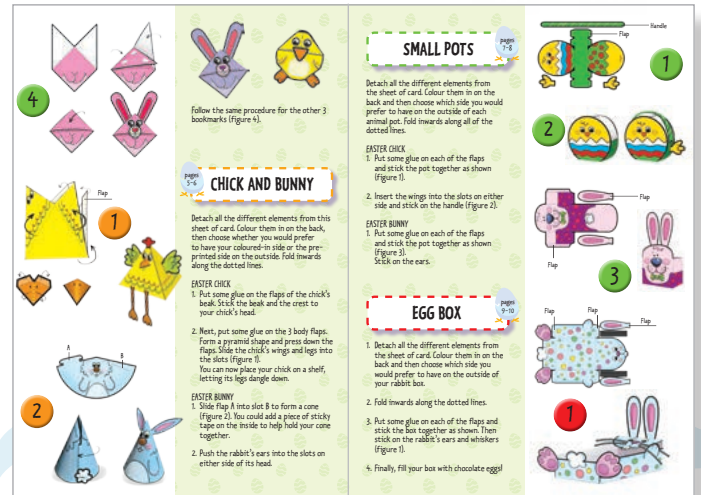 4
Follow the same procedure for the other 3
bookmarks (figure 4).
pages
5-6
CHICK AND BUNNY
Flap
1
Detach all the different elements from this
sheet of card. Colour them in on the back,
then choose whether you would prefer
to have your coloured-in side or the pre-
printed side on the outside. Fold inwards
along the dotted lines.
EASTER CHICK
1. Put some glue on the flaps of the chick's
beak. Stick the beak and the crest to
your chick's head.
2. Next, put some glue on the 3 body flaps.
Form a pyramid shape and press down the
flaps. Slide the chick's wings and legs into
the slots (figure 1).
You can now place your chick on a shelf,
letting its legs dangle down.
A
B
2
EASTER BUNNY
1. Slide flap A into slot B to form a cone
(figure 2). You could add a piece of sticky
tape on the inside to help hold your cone
together.
2. Push the rabbit's ears into the slots on
either side of its head.
SMALL POTS
pages
7-8
Detach all the different elements from
the sheet of card. Colour them in on the
back and then choose which side you would
prefer to have on the outside of each
animal pot. Fold inwards along all of the
dotted lines.
EASTER CHICK
1. Put some glue on each of the flaps
and stick the pot together as shown
(figure 1).
2. Insert the wings into the slots on either
side and stick on the handle (figure 2).
EASTER BUNNY
1. Put some glue on each of the flaps
and stick the pot together as shown
(figure 3).
Stick on the ears.
Handle
Flap
1
2
Flap
Flap
3
EGG BOX
pages
9-10
1. Detach all the different elements from
the sheet of card. Colour them in on the
back and then choose which side you
would prefer to have on the outside of
your rabbit box.
2. Fold inwards along the dotted lines.
3. Put some glue on each of the flaps and
stick the box together as shown. Then
stick on the rabbit's ears and whiskers
(figure 1).
4. Finally, fill your box with chocolate eggs!
Flap
Flap
Flap
1